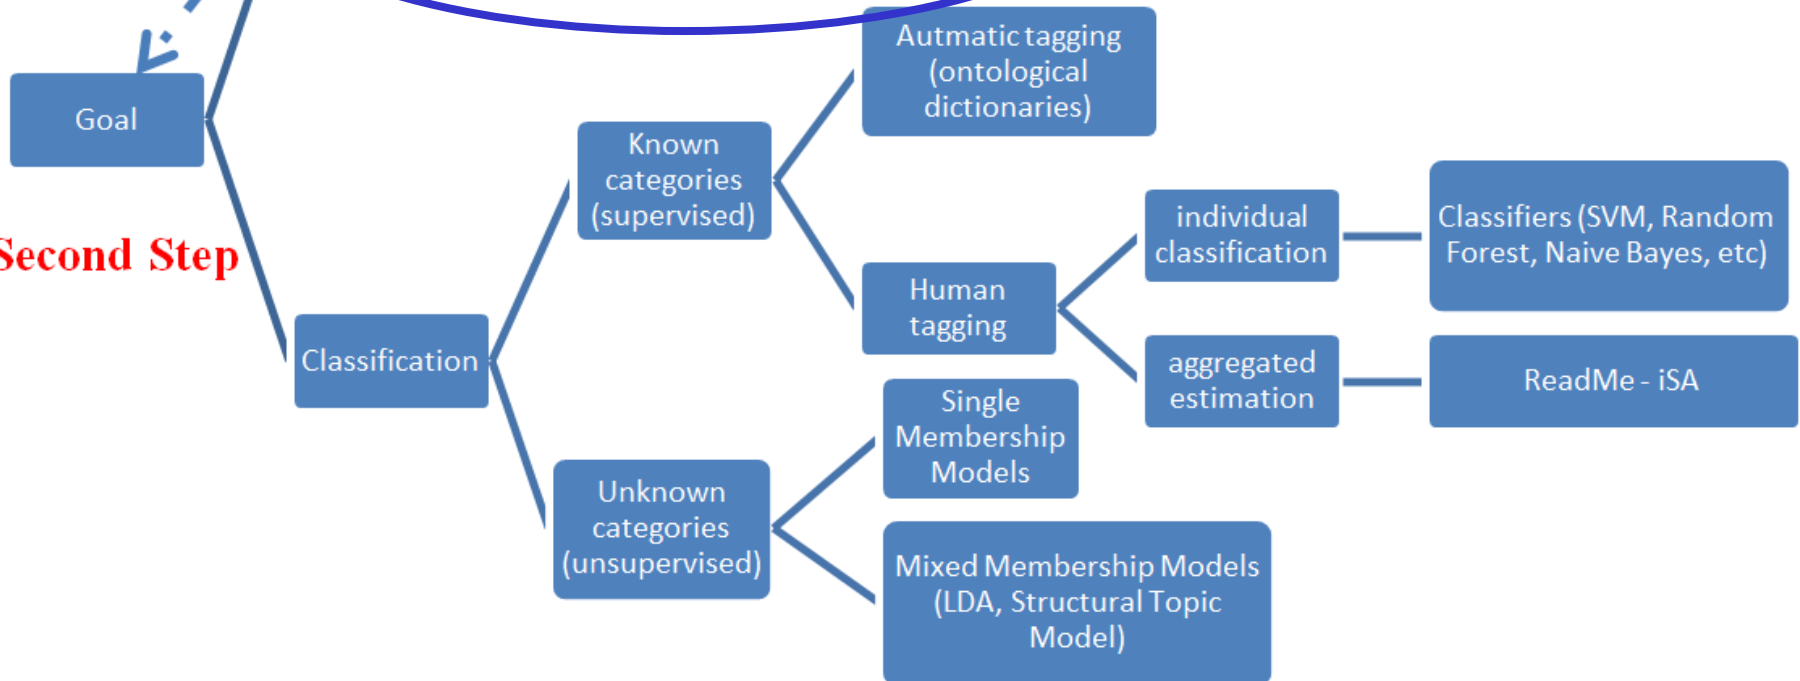 Autmatic tagging
(ontological
dictionaries)
Goal
Known
categories
(supervised)
individual
classification
Classifiers (SVM, Random
Forest, Naive Bayes, etc)
Second Step
Human
tagging
Classification
aggregated
estimation
ReadMe - iSA
Single
Membership
Models
Unknown
categories
(unsupervised)
Mixed Membership Models
(LDA, Structural Topic
Model)